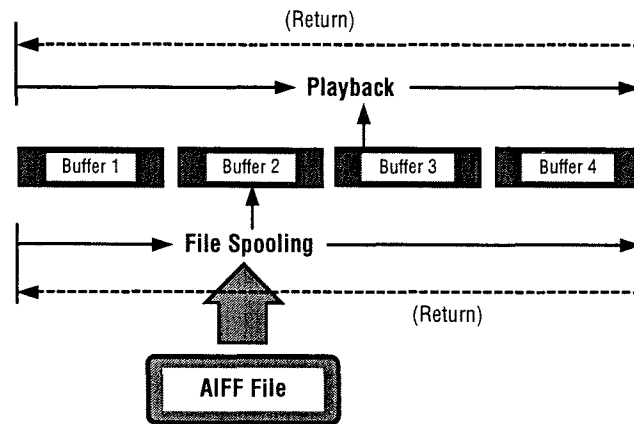 (Return)
Playback
Buffer 1 Buffer 2 Buffer 3 Buffer 4
File Spooling
(Return)
AIFF File